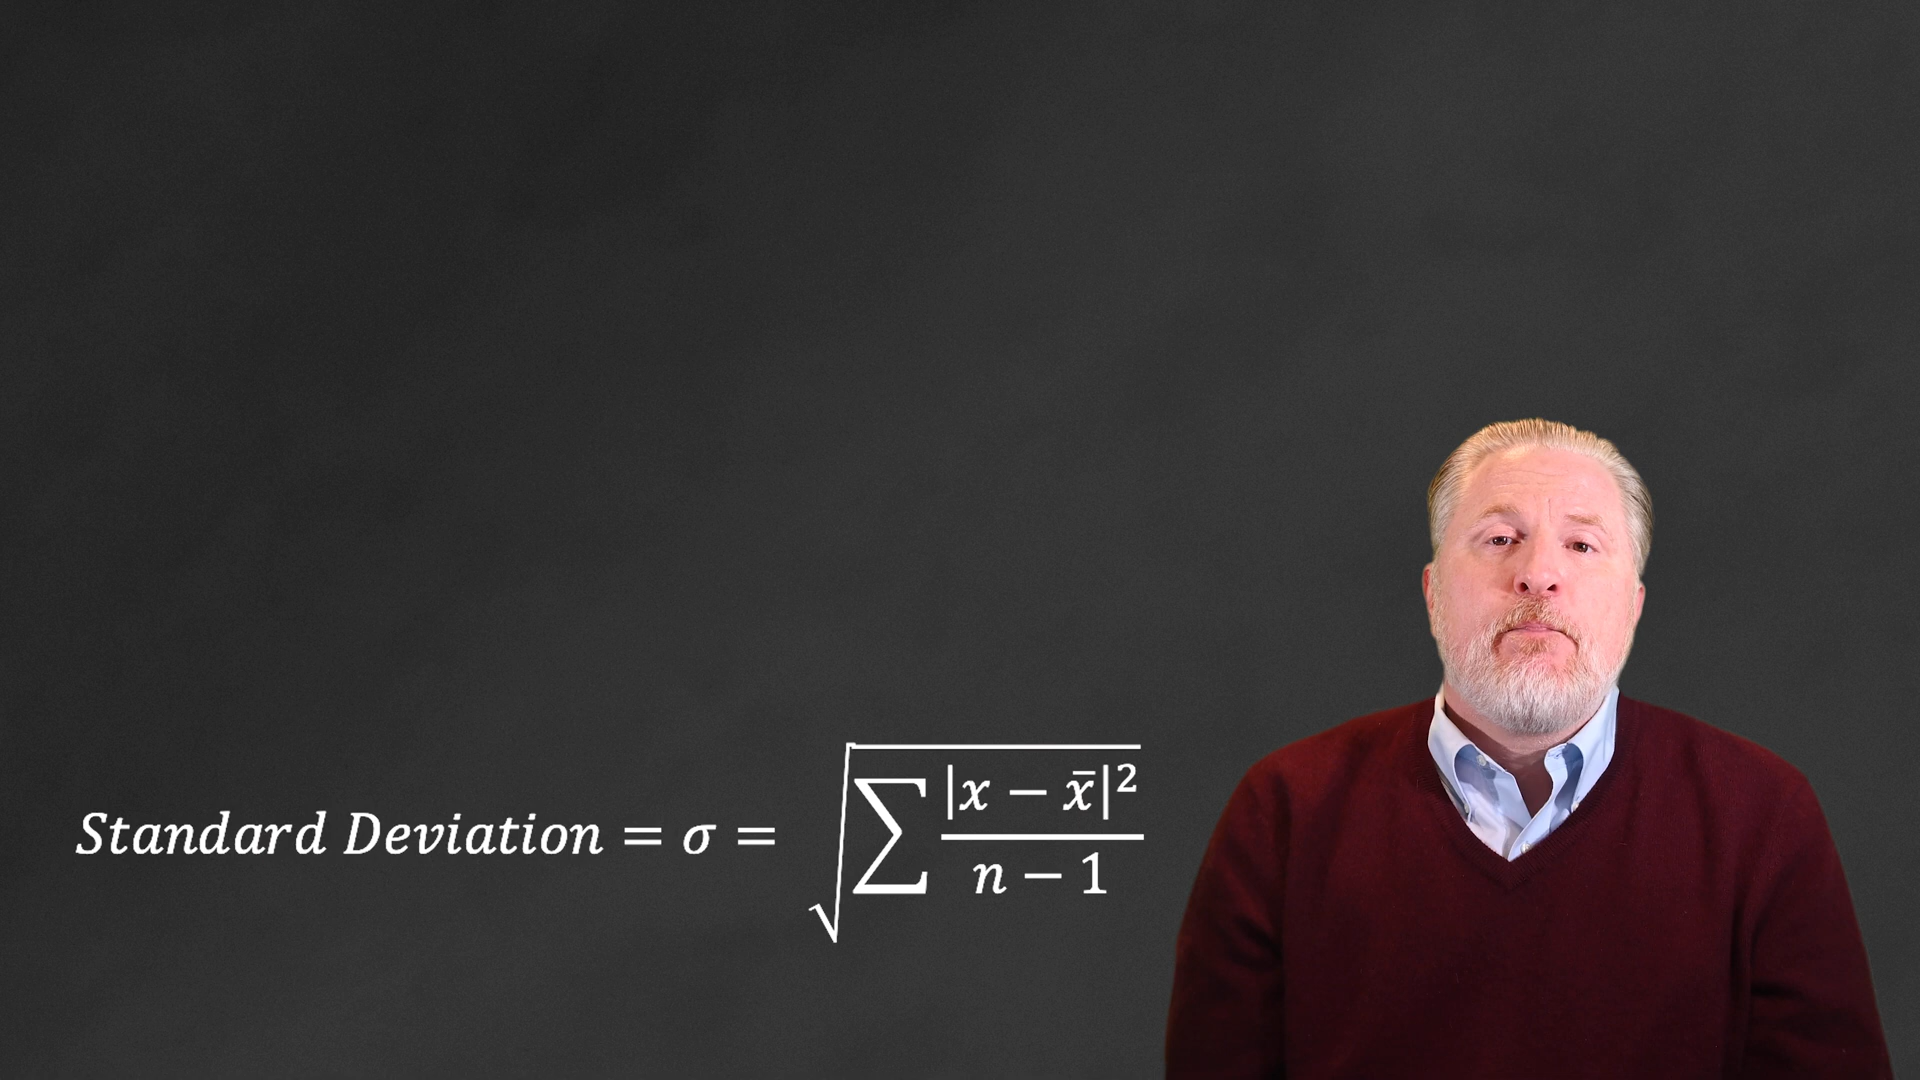 Standard Deviation = σ = √∑ |x − x̄|² / n − 1